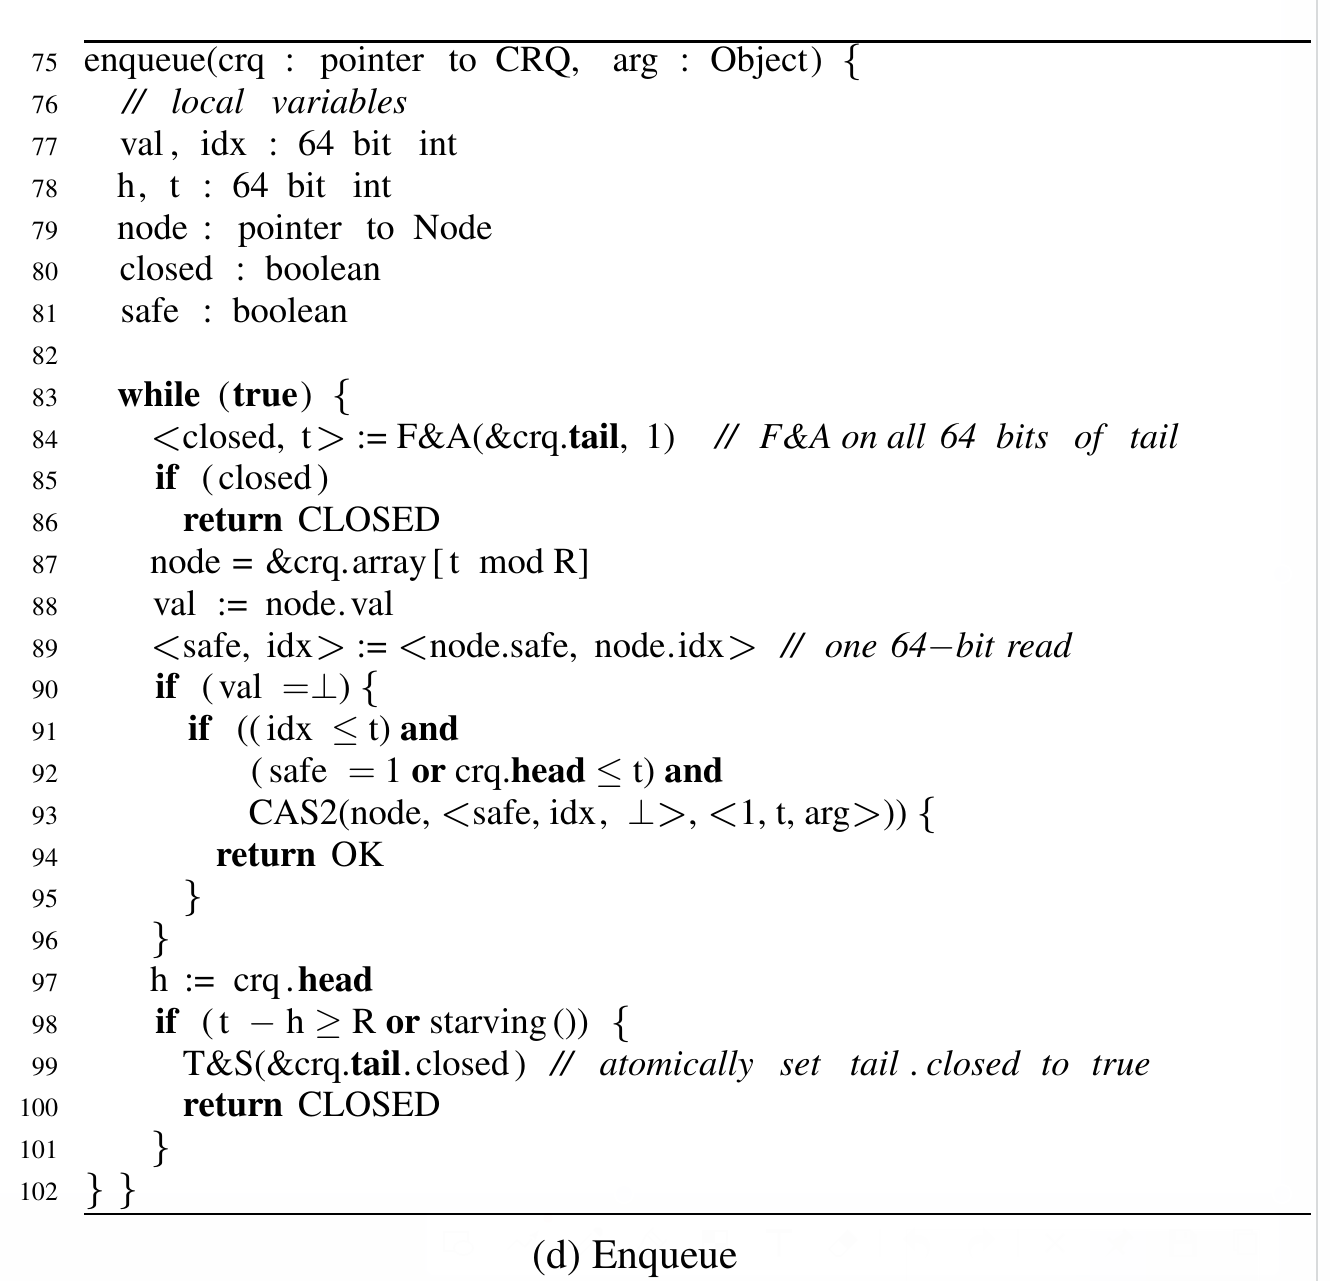 75 enqueue(crq : pointer to CRQ, arg : Object) {
76 // local variables
77 val, idx : 64 bit int
78 h, t : 64 bit int
79 node : pointer to Node
80 closed : boolean
81 safe : boolean
82
83 while (true) {
84 <closed, t> := F&A(&crq.tail, 1) // F&A on all 64 bits of tail
85 if (closed)
86 return CLOSED
87 node = &crq.array[t mod R]
88 val := node.val
89 <safe, idx> := <node.safe, node.idx> // one 64−bit read
90 if (val =⊥) {
91 if ((idx ≤ t) and
92 (safe = 1 or crq.head ≤ t) and
93 CAS2(node, <safe, idx, ⊥>, <1, t, arg>)) {
94 return OK
95 }
96 }
97 h := crq.head
98 if (t − h ≥ R or starving()) {
99 T&S(&crq.tail.closed) // atomically set tail.closed to true
100 return CLOSED
101 }
102 } }
(d) Enqueue